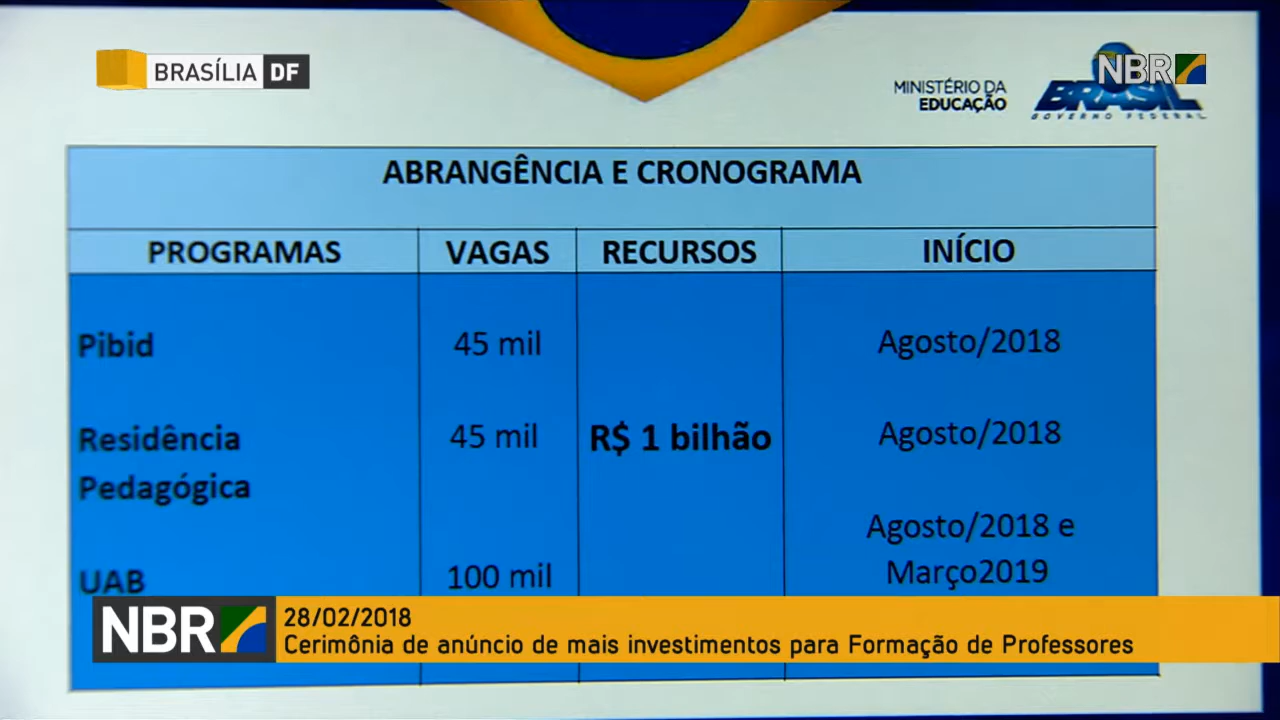 BRASÍLIA DF
MINISTÉRIO DA
EDUCAÇÃO
BRASIL
GOVERNO FEDERAL
NBR
ABRANGÊNCIA E CRONOGRAMA
PROGRAMAS VAGAS RECURSOS INÍCIO
Pibid 45 mil Agosto/2018
Residência 45 mil R$ 1 bilhão Agosto/2018
Pedagógica
Agosto/2018 e
UAB 100 mil Março2019
NBR
28/02/2018
Cerimônia de anúncio de mais investimentos para Formação de Professores